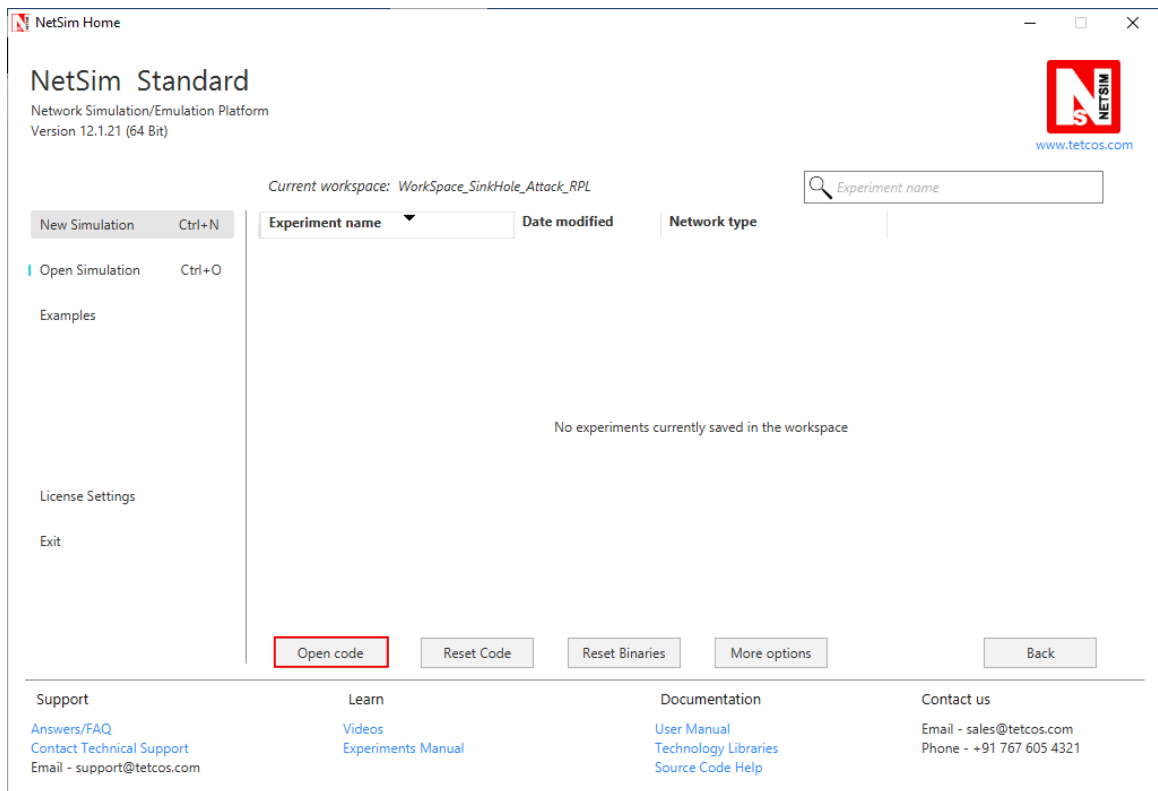 NetSim Home
NetSim Standard
Network Simulation/Emulation Platform
Version 12.1.21 (64 Bit)
NS NETSIM
www.tetcos.com
Current workspace: WorkSpace_SinkHole_Attack_RPL
Experiment name
New Simulation Ctrl+N
Experiment name Date modified Network type
Open Simulation Ctrl+O
Examples
No experiments currently saved in the workspace
License Settings
Exit
Open code Reset Code Reset Binaries More options Back
Support Learn Documentation Contact us
Answers/FAQ Videos User Manual Email - sales@tetcos.com
Contact Technical Support Experiments Manual Technology Libraries Phone - +91 767 605 4321
Email - support@tetcos.com Source Code Help